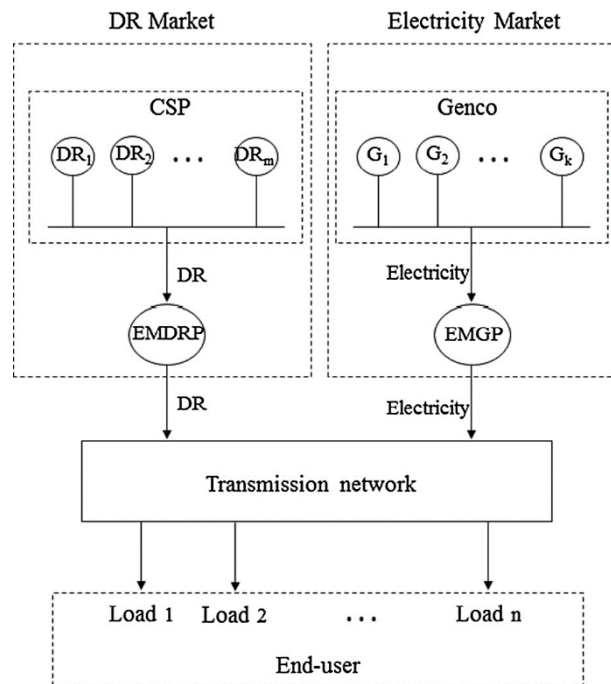 DR Market Electricity Market
CSP Genco
DR1 DR2 ... DRm G1 G2 ... Gk
DR Electricity
EMDRP EMGP
DR Electricity
Transmission network
Load 1 Load 2 ... Load n
End-user